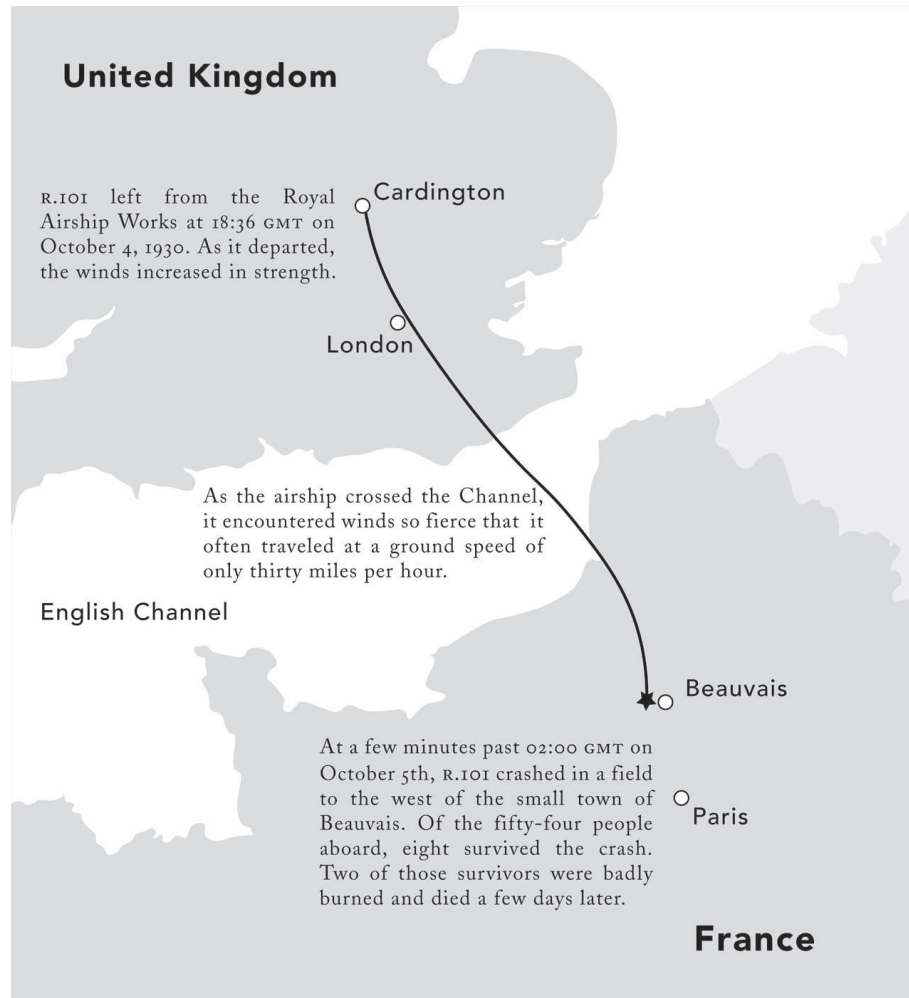 United Kingdom
Cardington
R.101 left from the Royal
Airship Works at 18:36 GMT on
October 4, 1930. As it departed,
the winds increased in strength.
London
As the airship crossed the Channel,
it encountered winds so fierce that it
often traveled at a ground speed of
only thirty miles per hour.
English Channel
Beauvais
At a few minutes past 02:00 GMT on
October 5th, R.101 crashed in a field
to the west of the small town of
Beauvais. Of the fifty-four people
aboard, eight survived the crash.
Two of those survivors were badly
burned and died a few days later.
Paris
France